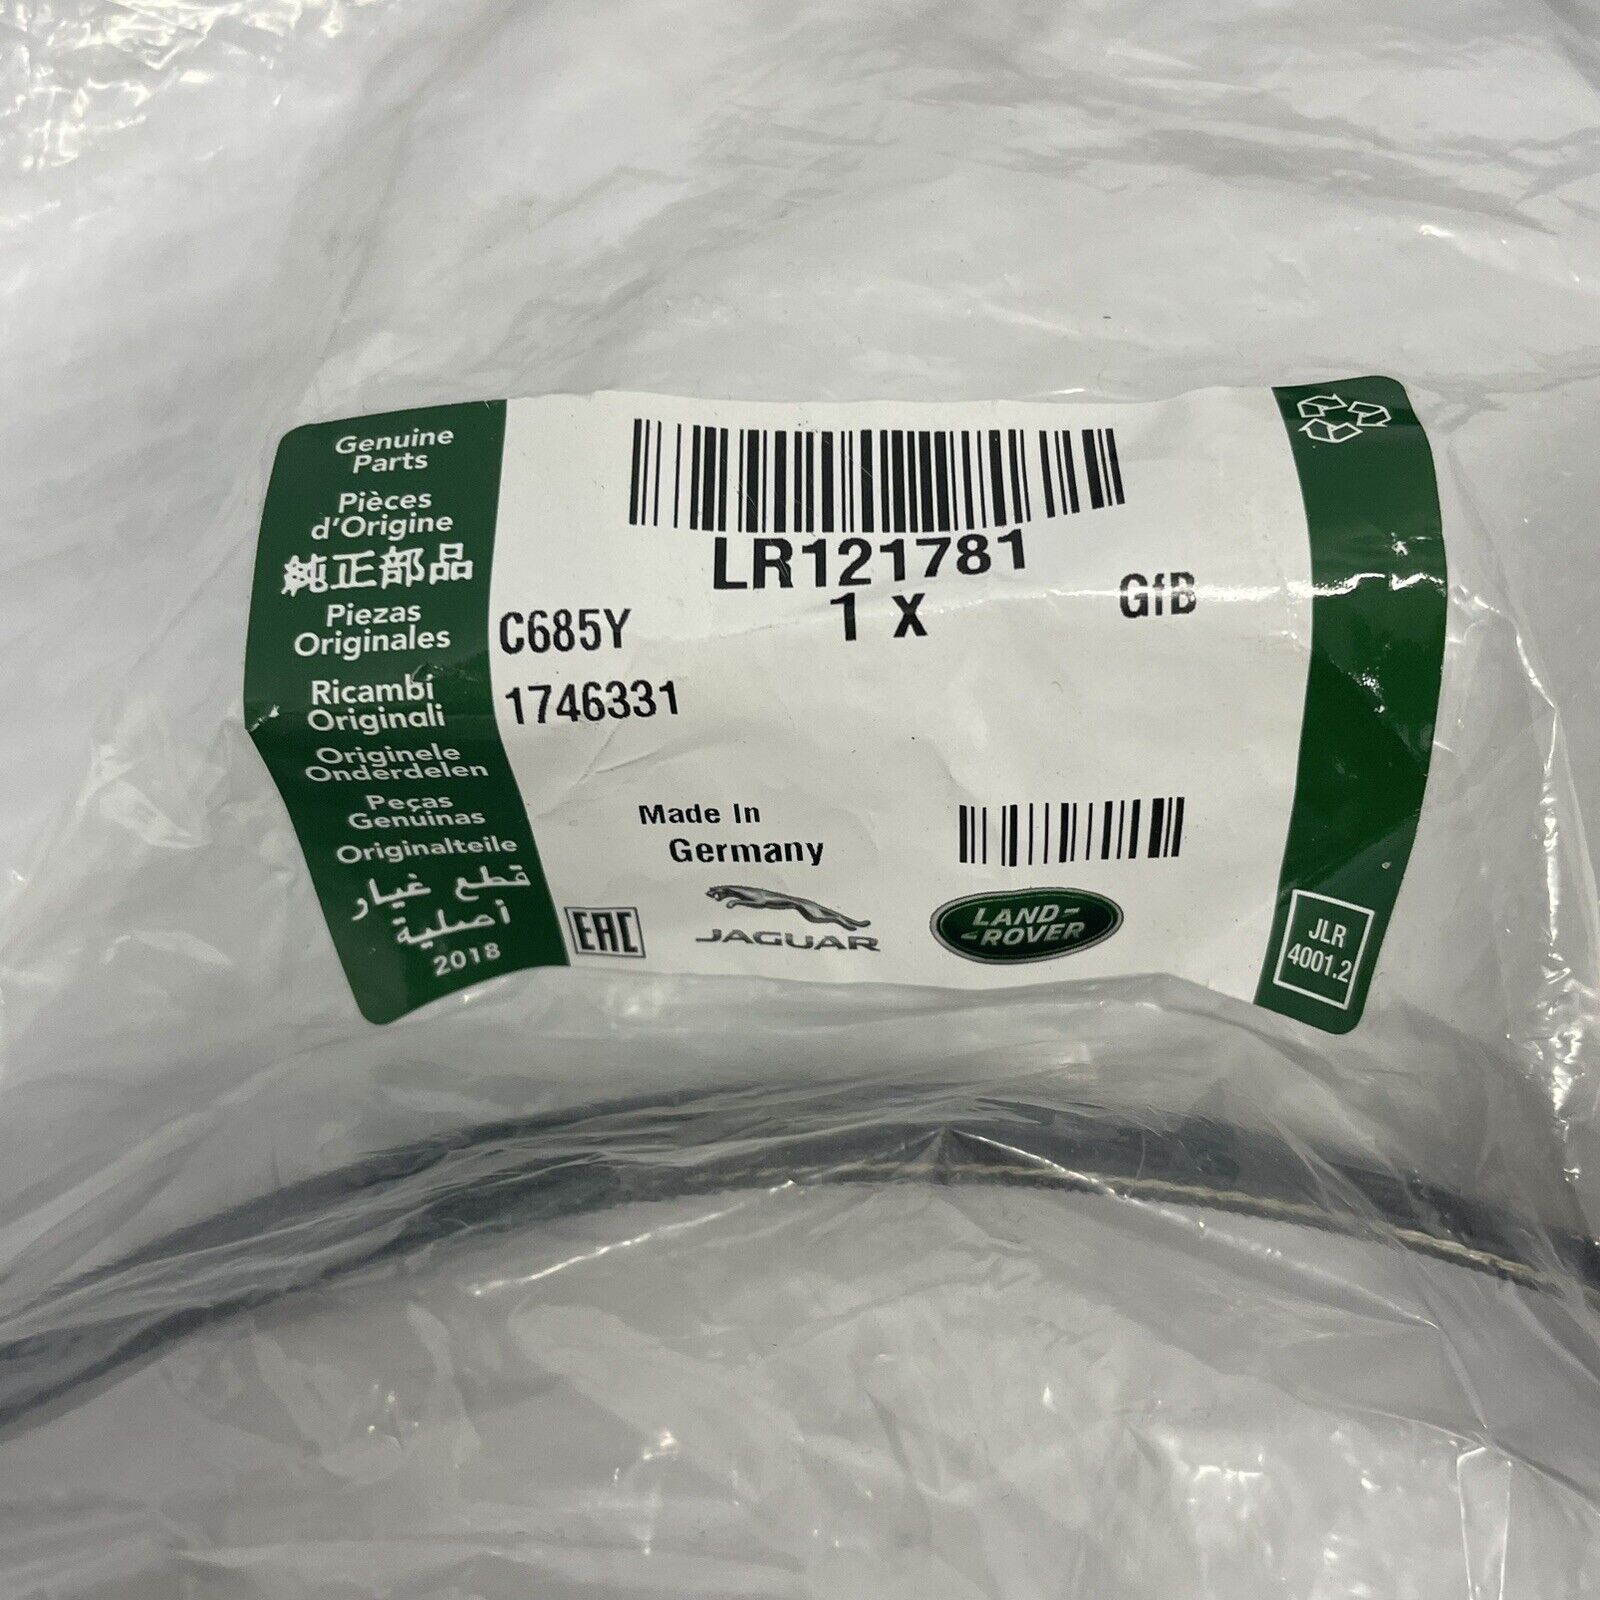 Genuine
Parts
Pièces
d'Origine
純正部品
Piezas
Originales
Ricambi
Originali
Originele
Onderdelen
Peças
Genuinas
Originalteile
قطع غيار
أصلية
2018
LR121781
1 X
GfB
C685Y
1746331
Made In
Germany
EAC
JAGUAR
LAND-
-ROVER
JLR
4001.2